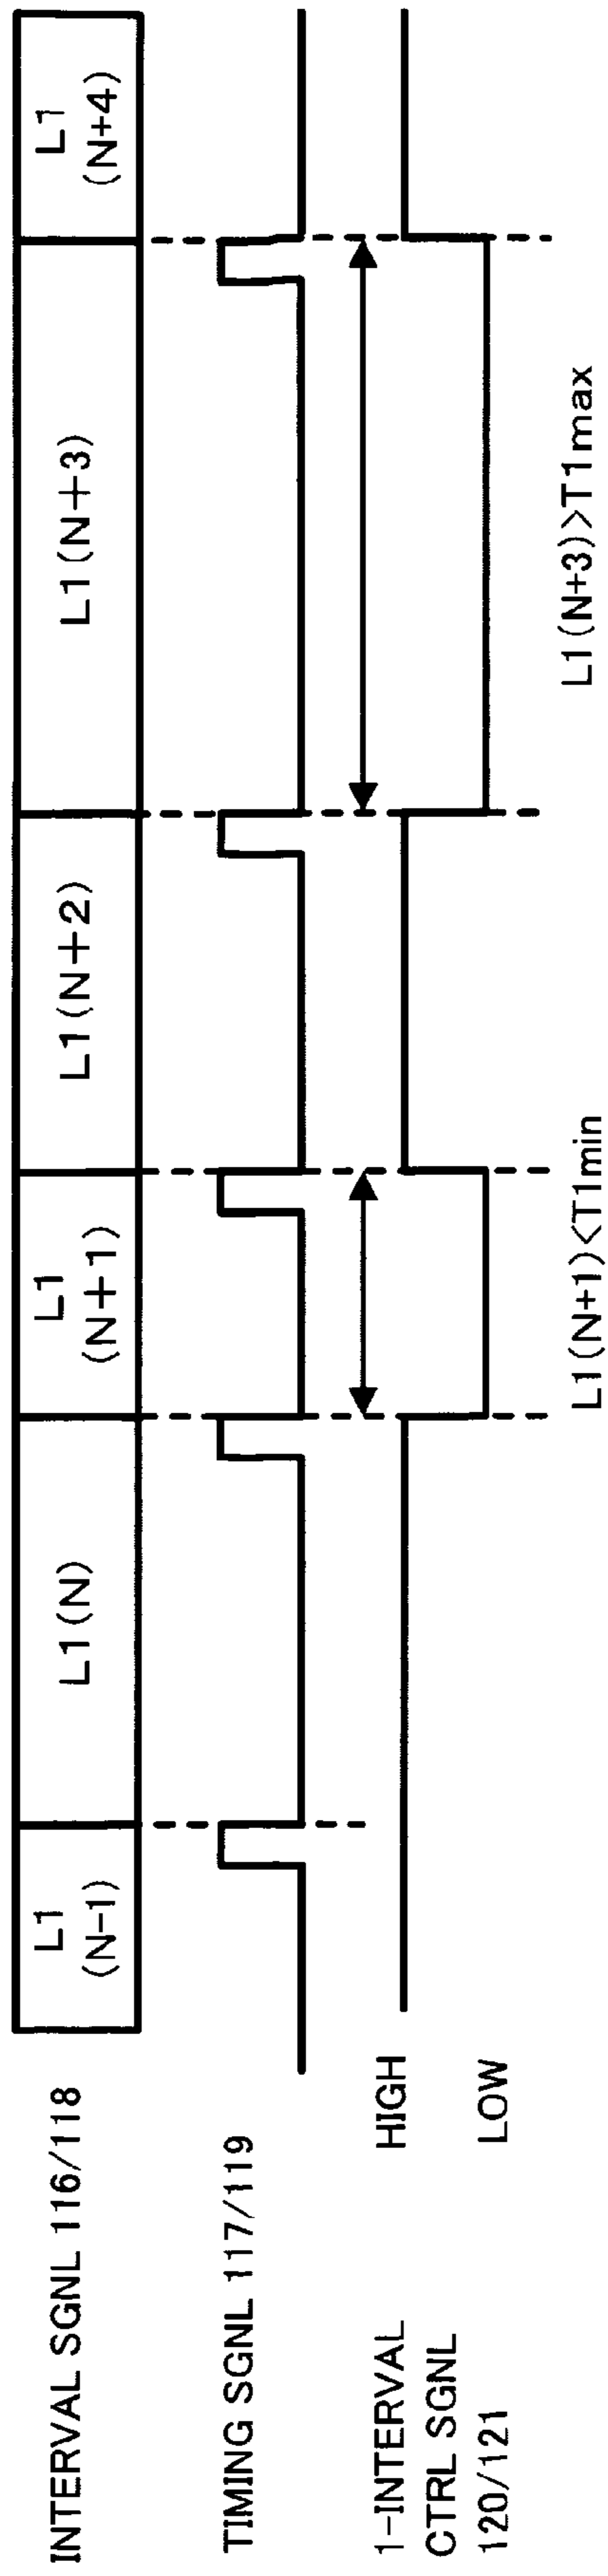 INTERVAL SGNL 116/118
L1
(N-1)
L1(N)
L1
(N+1)
L1(N+2)
L1(N+3)
L1
(N+4)
TIMING SGNL 117/119
1-INTERVAL
CTRL SGNL
120/121
HIGH
LOW
L1(N+1)<T1min
L1(N+3)>T1max